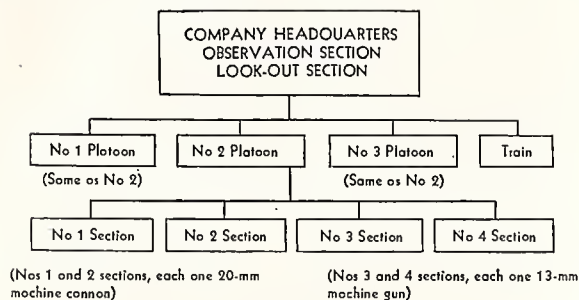 COMPANY HEADQUARTERS
OBSERVATION SECTION
LOOK-OUT SECTION
No 1 Platoon
No 2 Platoon
No 3 Platoon
Train
(Same as No 2)
(Same as No 2)
No 1 Section
No 2 Section
No 3 Section
No 4 Section
(Nos 1 and 2 sections, each one 20-mm
machine cannon)
(Nos 3 and 4 sections, each one 13-mm
machine gun)